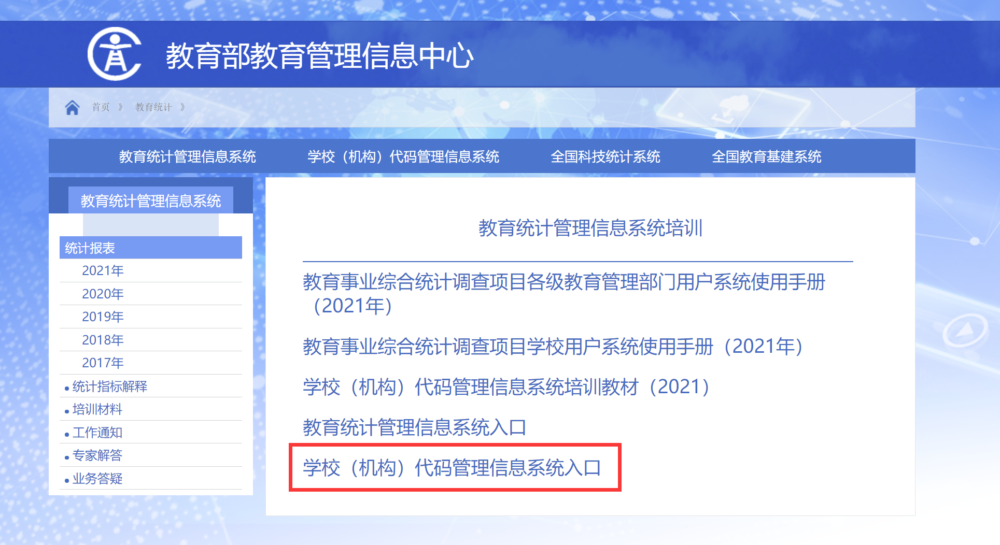 教育部教育管理信息中心
首页 》 教育统计 》
教育统计管理信息系统 学校（机构）代码管理信息系统 全国科技统计系统 全国教育基建系统
教育统计管理信息系统
统计报表
2021年
2020年
2019年
2018年
2017年
统计指标解释
培训材料
工作通知
专家解答
业务答疑
教育统计管理信息系统培训
教育事业综合统计调查项目各级教育管理部门用户系统使用手册
（2021年）
教育事业综合统计调查项目学校用户系统使用手册（2021年）
学校（机构）代码管理信息系统培训教材（2021）
教育统计管理信息系统入口
学校（机构）代码管理信息系统入口